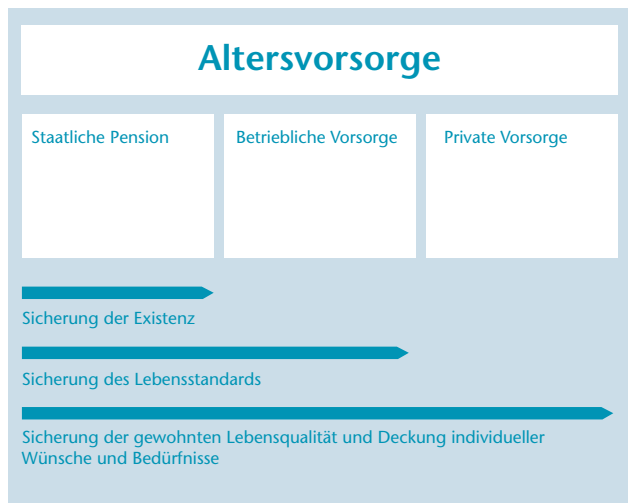 Altersvorsorge
Staatliche Pension
Betriebliche Vorsorge
Private Vorsorge
Sicherung der Existenz
Sicherung des Lebensstandards
Sicherung der gewohnten Lebensqualität und Deckung individueller
Wünsche und Bedürfnisse